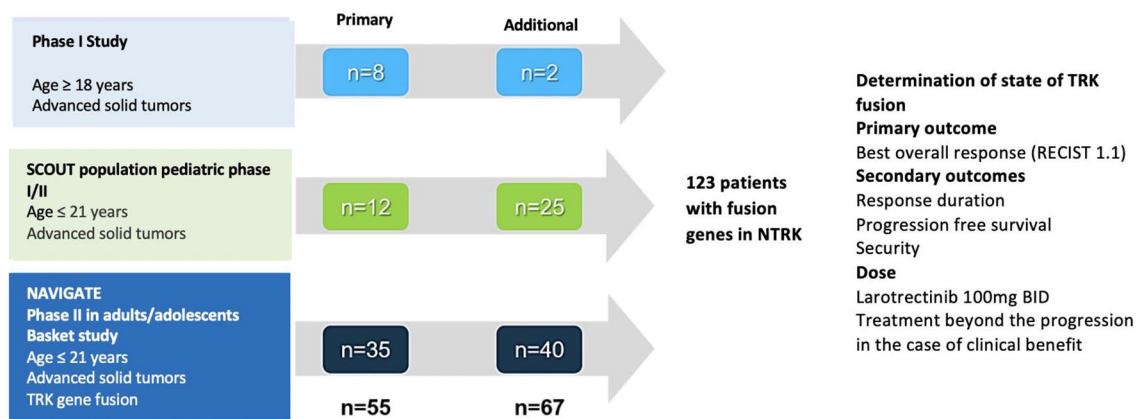 Phase I Study
Age ≥ 18 years
Advanced solid tumors
Primary
Additional
n=8
n=2
SCOUT population pediatric phase
I/II
Age ≤ 21 years
Advanced solid tumors
n=12
n=25
NAVIGATE
Phase II in adults/adolescents
Basket study
Age ≤ 21 years
Advanced solid tumors
TRK gene fusion
n=35
n=40
n=55
n=67
123 patients
with fusion
genes in NTRK
Determination of state of TRK
fusion
Primary outcome
Best overall response (RECIST 1.1)
Secondary outcomes
Response duration
Progression free survival
Security
Dose
Larotrectinib 100mg BID
Treatment beyond the progression
in the case of clinical benefit